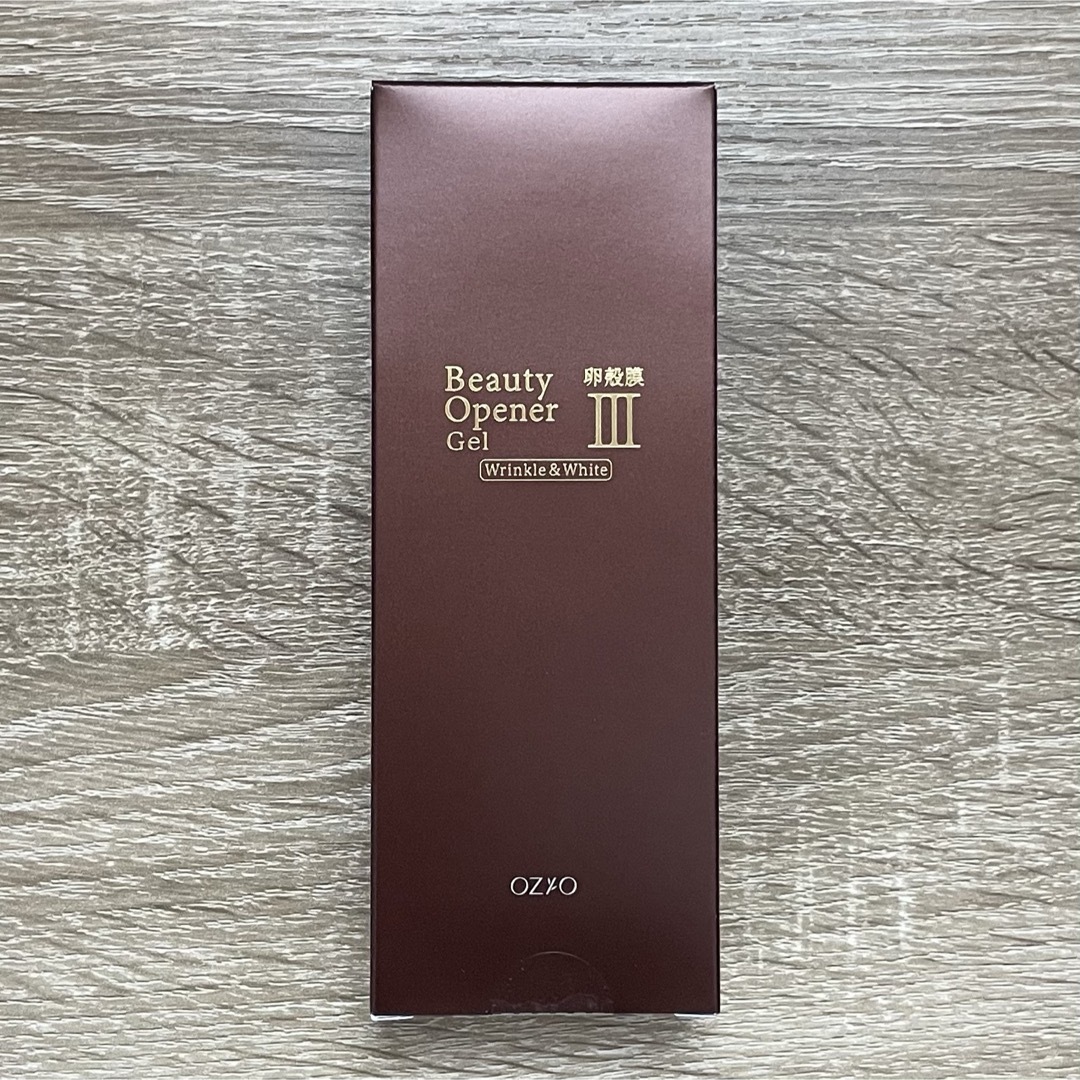 Beauty
Opener
Gel
卵殻膜
III
Wrinkle & White
OZIO